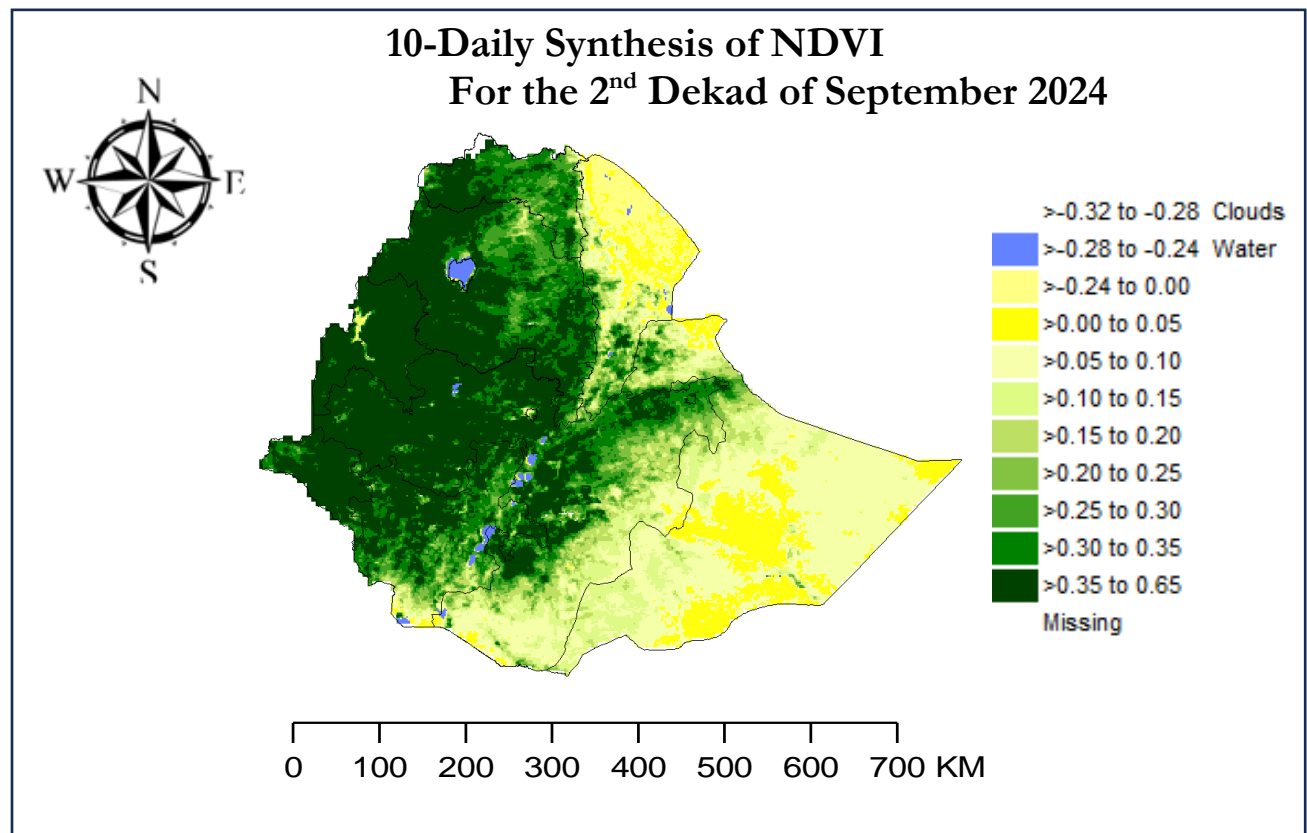 10-Daily Synthesis of NDVI
For the 2nd Dekad of September 2024
N
W E
S
>-0.32 to -0.28 Clouds
>-0.28 to -0.24 Water
>-0.24 to 0.00
>0.00 to 0.05
>0.05 to 0.10
>0.10 to 0.15
>0.15 to 0.20
>0.20 to 0.25
>0.25 to 0.30
>0.30 to 0.35
>0.35 to 0.65
Missing
0 100 200 300 400 500 600 700 KM